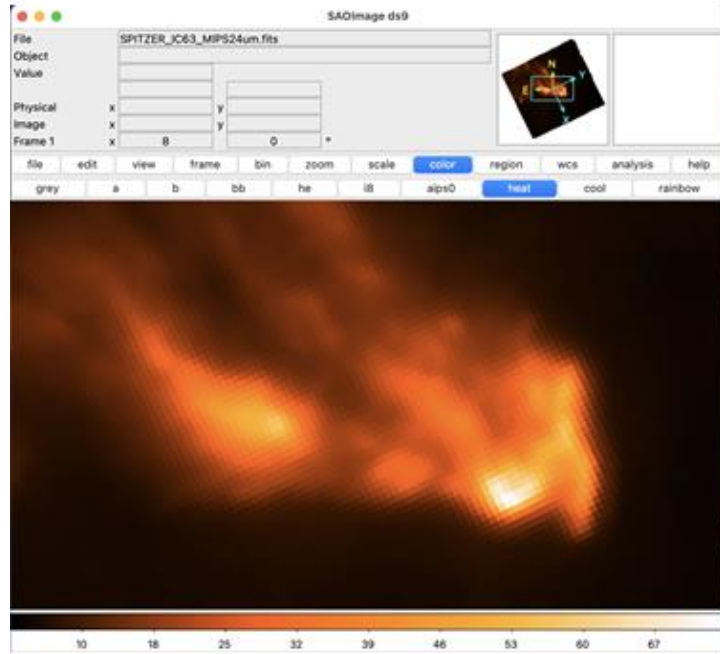 SAOImage ds9
File SPITZER_IC63_MIPS24um.fits
Object
Value
Physical x y
Image x y
Frame 1 x 8 0 °
N
E
Y
X
file edit view frame bin zoom scale color region wcs analysis help
grey a b bb he i8 aips0 heat cool rainbow
10 18 25 32 39 46 53 60 67